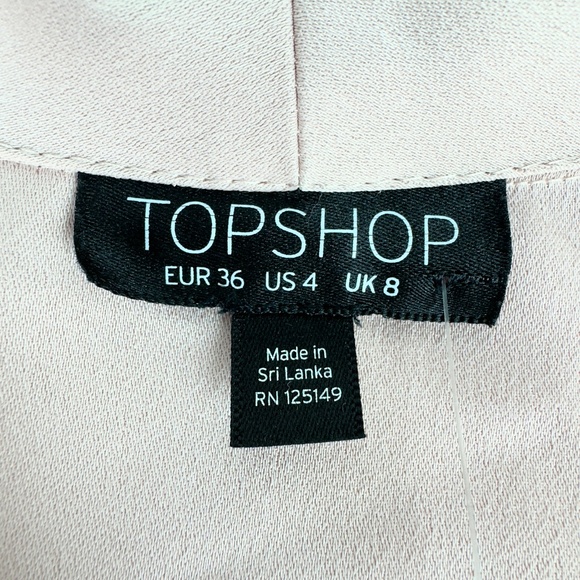 TOPSHOP
EUR 36 US 4 UK 8
Made in
Sri Lanka
RN 125149